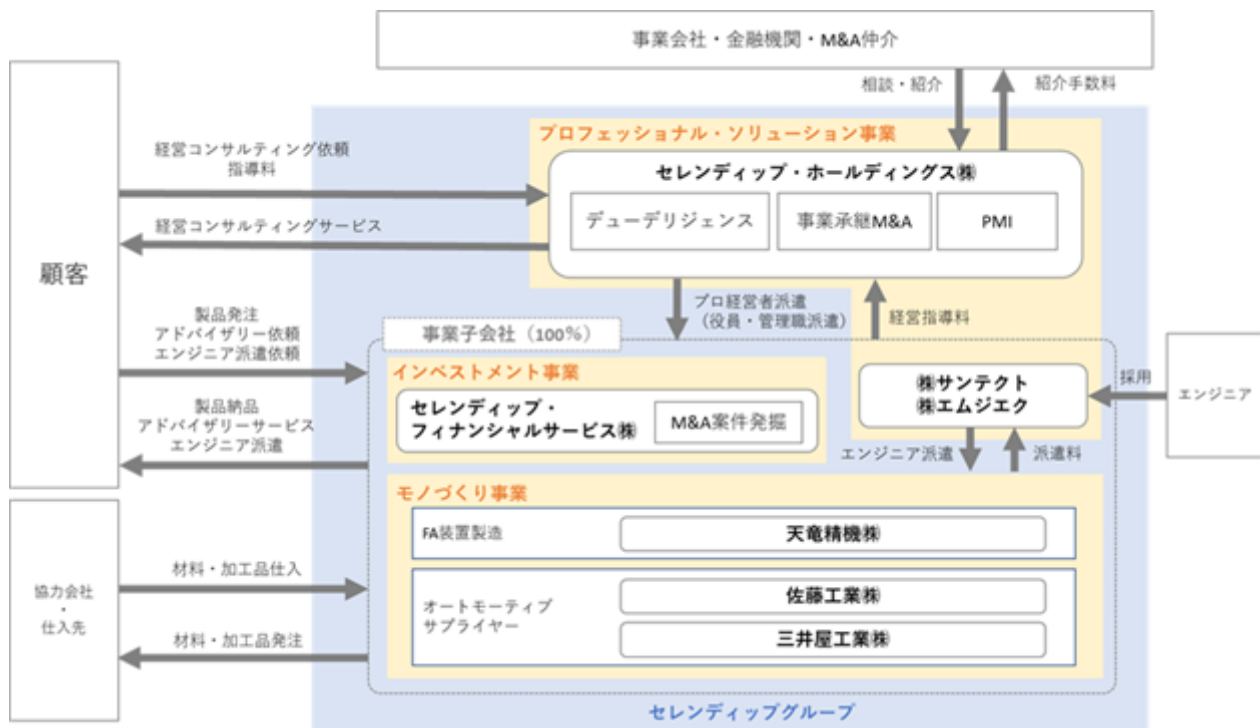 事業会社・金融機関・M&A仲介
相談・紹介
紹介手数料
顧客
経営コンサルティング依頼
指導料
経営コンサルティングサービス
プロフェッショナル・ソリューション事業
セレンディップ・ホールディングス㈱
デューデリジェンス
事業承継M&A
PMI
プロ経営者派遣
(役員・管理職派遣)
経営指導料
製品発注
アドバイザリー依頼
エンジニア派遣依頼
製品納品
アドバイザリーサービス
エンジニア派遣
事業子会社（100%）
インベストメント事業
セレンディップ・
フィナンシャルサービス㈱
M&A案件発掘
㈱サンテクト
㈱エムジエク
採用
エンジニア
エンジニア派遣
派遣料
モノづくり事業
FA装置製造
天竜精機㈱
オートモーティブ
サプライヤー
佐藤工業㈱
三井屋工業㈱
協力会社
・
仕入先
材料・加工品仕入
材料・加工品発注
セレンディップグループ